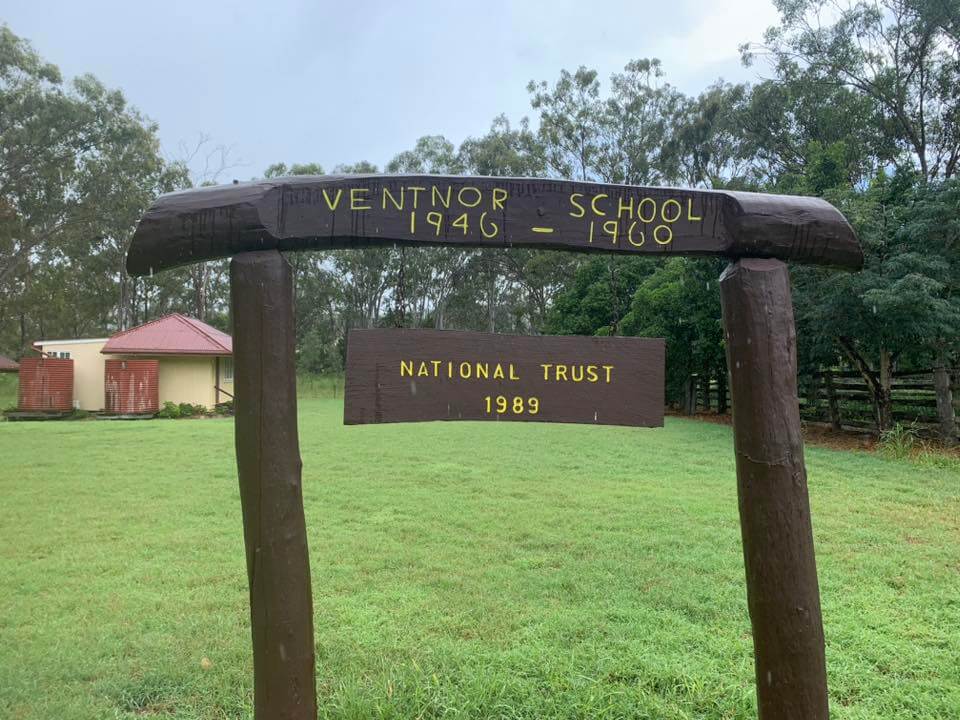 VENTNOR SCHOOL
1946 - 1960
NATIONAL TRUST
1989